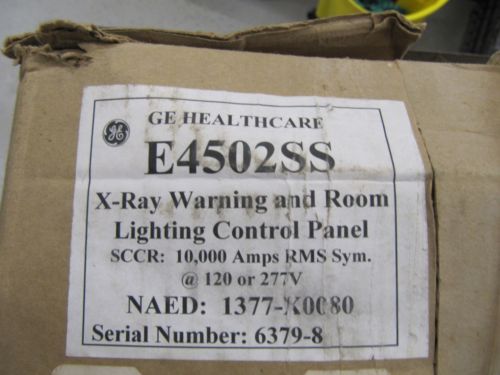 GE HEALTHCARE
E4502SS
X-Ray Warning and Room
Lighting Control Panel
SCCR: 10,000 Amps RMS Sym.
@ 120 or 277V
NAED: 1377-K0080
Serial Number: 6379-8